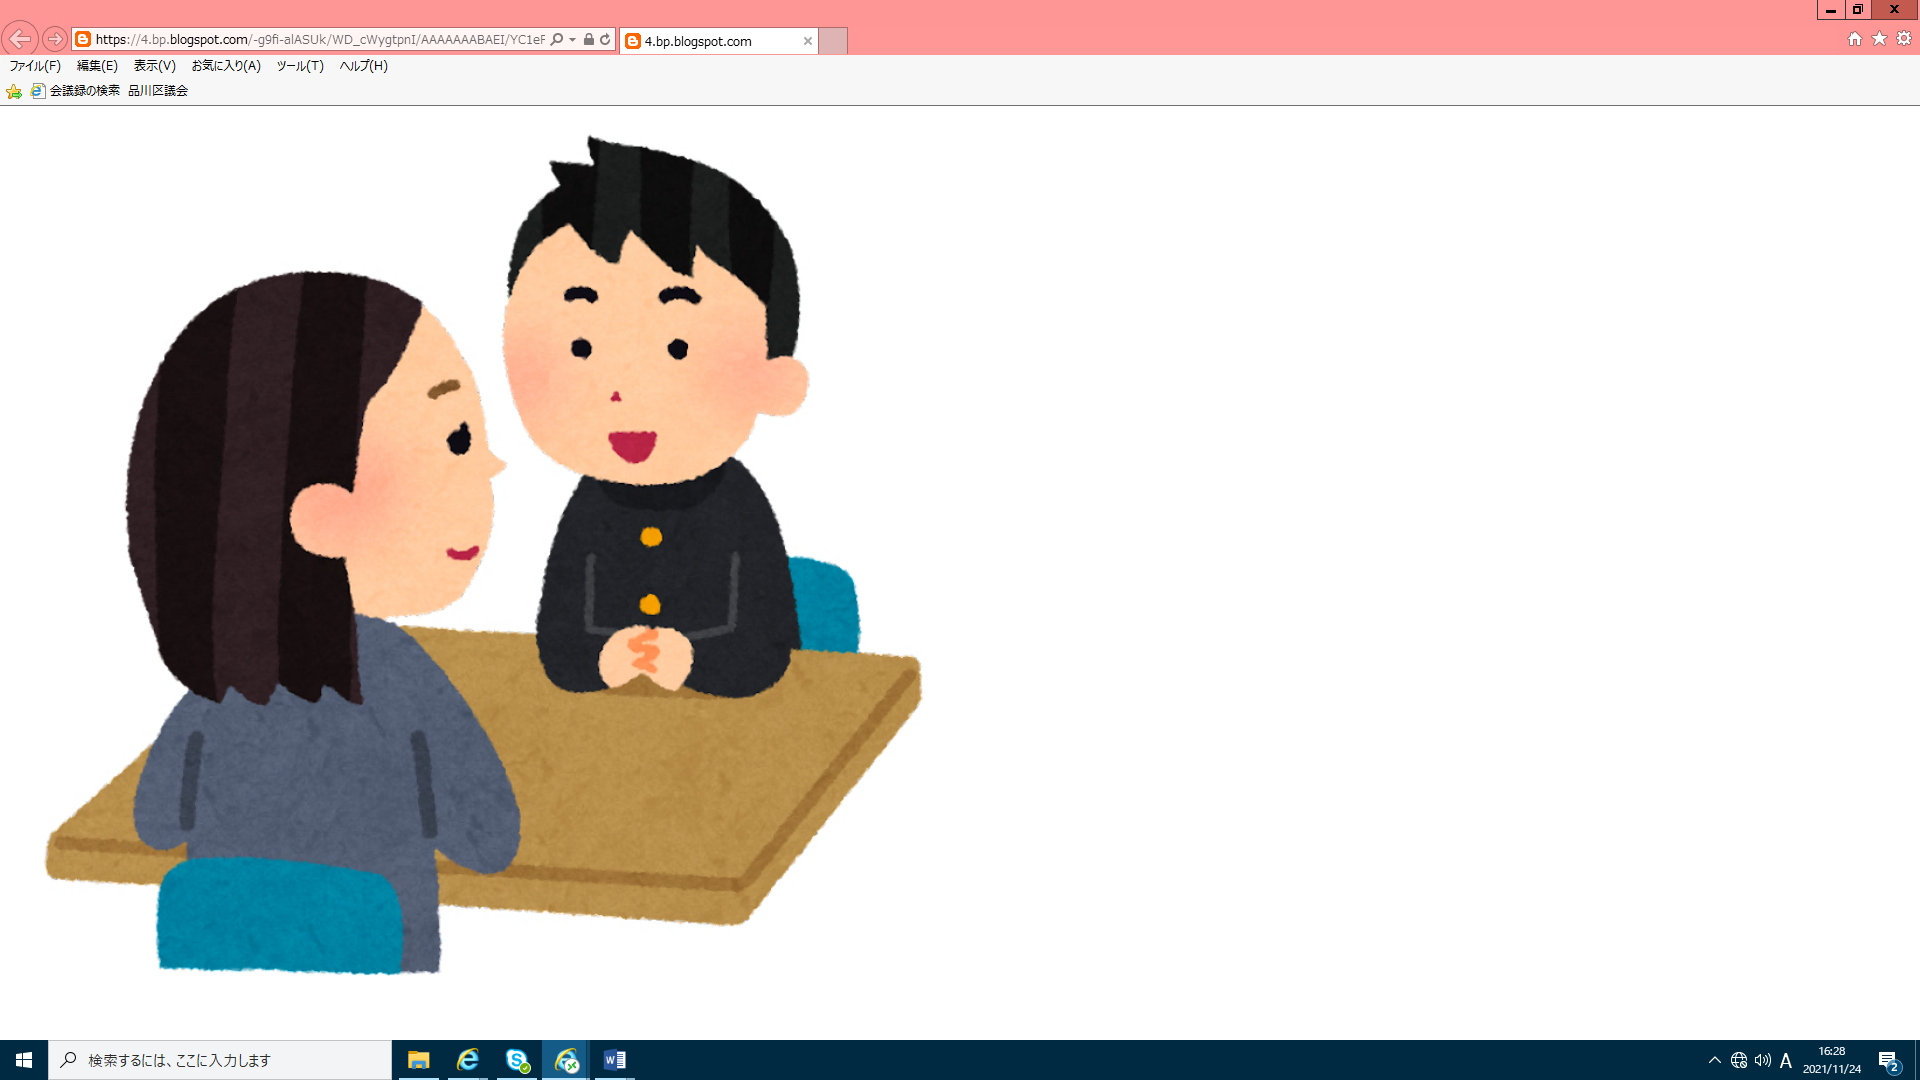 https://4.bp.blogspot.com/-g9fi-alASUk/WD_cWygtpnI/AAAAAAABAEI/YC1eF
4.bp.blogspot.com
ファイル(F) 編集(E) 表示(V) お気に入り(A) ツール(T) ヘルプ(H)
会議録の検索 品川区議会
検索するには、ここに入力します
A
16:28
2021/11/24
2